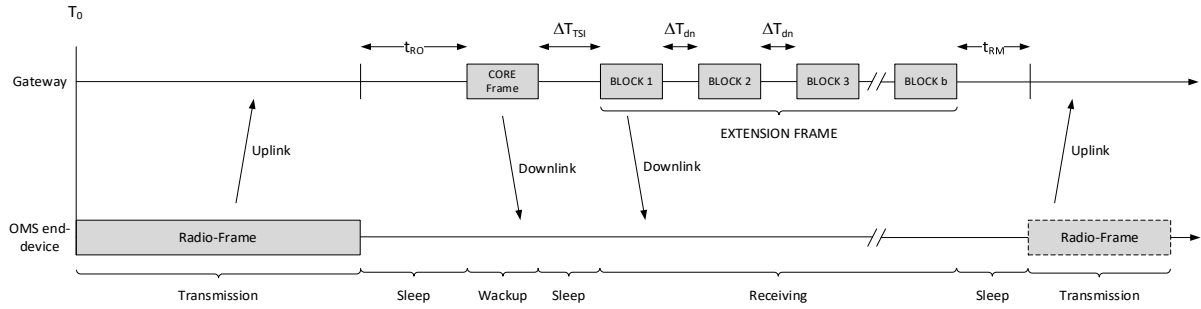 T0
tRO
ΔTTSI
ΔTdn
ΔTdn
tRM
Gateway
CORE
Frame
BLOCK 1
BLOCK 2
BLOCK 3
BLOCK b
EXTENSION FRAME
Uplink
Downlink
Downlink
Uplink
OMS end-
device
Radio-Frame
Radio-Frame
Transmission
Sleep
Wackup
Sleep
Receiving
Sleep
Transmission